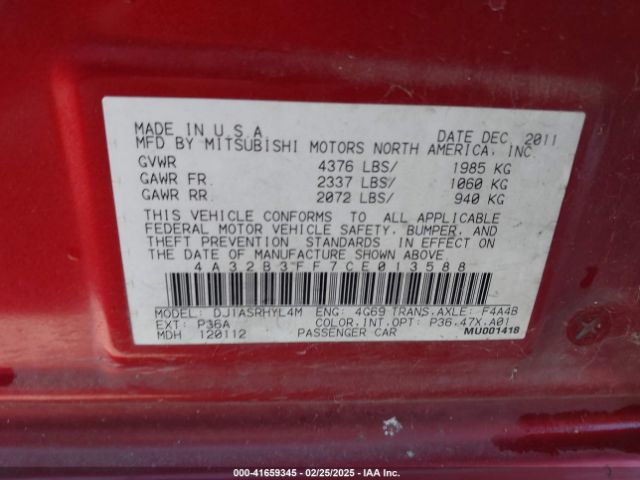 MADE IN U.S.A DATE DEC. 2011
MFD BY MITSUBISHI MOTORS NORTH AMERICA, INC
GVWR 4376 LBS/ 1985 KG
GAWR FR. 2337 LBS/ 1060 KG
GAWR RR. 2072 LBS/ 940 KG
THIS VEHICLE CONFORMS TO ALL APPLICABLE
FEDERAL MOTOR VEHICLE SAFETY, BUMPER, AND
THEFT PREVENTION STANDARDS IN EFFECT ON
THE DATE OF MANUFACTURE SHOWN ABOVE.
4A32B3FF7CE013588
MODEL: DJ1ASRHYL4M ENG: 4G69 TRANS.AXLE: F4A4B
EXT: P36A COLOR.INT.OPT: P36.47X.A01
MDH 120112 PASSENGER CAR MU001418
000-41659345 - 02/25/2025 - IAA Inc.